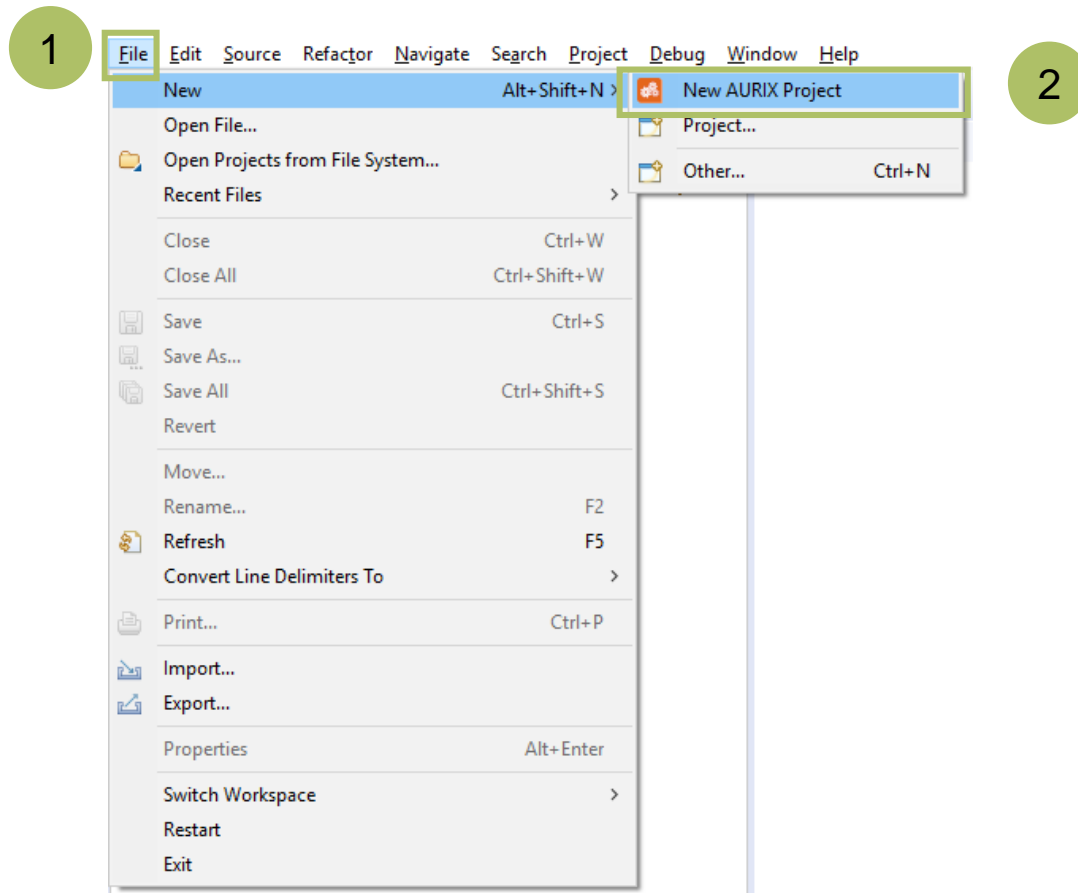 1
File Edit Source Refactor Navigate Search Project Debug Window Help
2
New Alt+Shift+N >
New AURIX Project
Open File...
Project...
Open Projects from File System...
Other... Ctrl+N
Recent Files >
Close Ctrl+W
Close All Ctrl+Shift+W
Save Ctrl+S
Save As...
Save All Ctrl+Shift+S
Revert
Move...
Rename... F2
Refresh F5
Convert Line Delimiters To >
Print... Ctrl+P
Import...
Export...
Properties Alt+Enter
Switch Workspace >
Restart
Exit